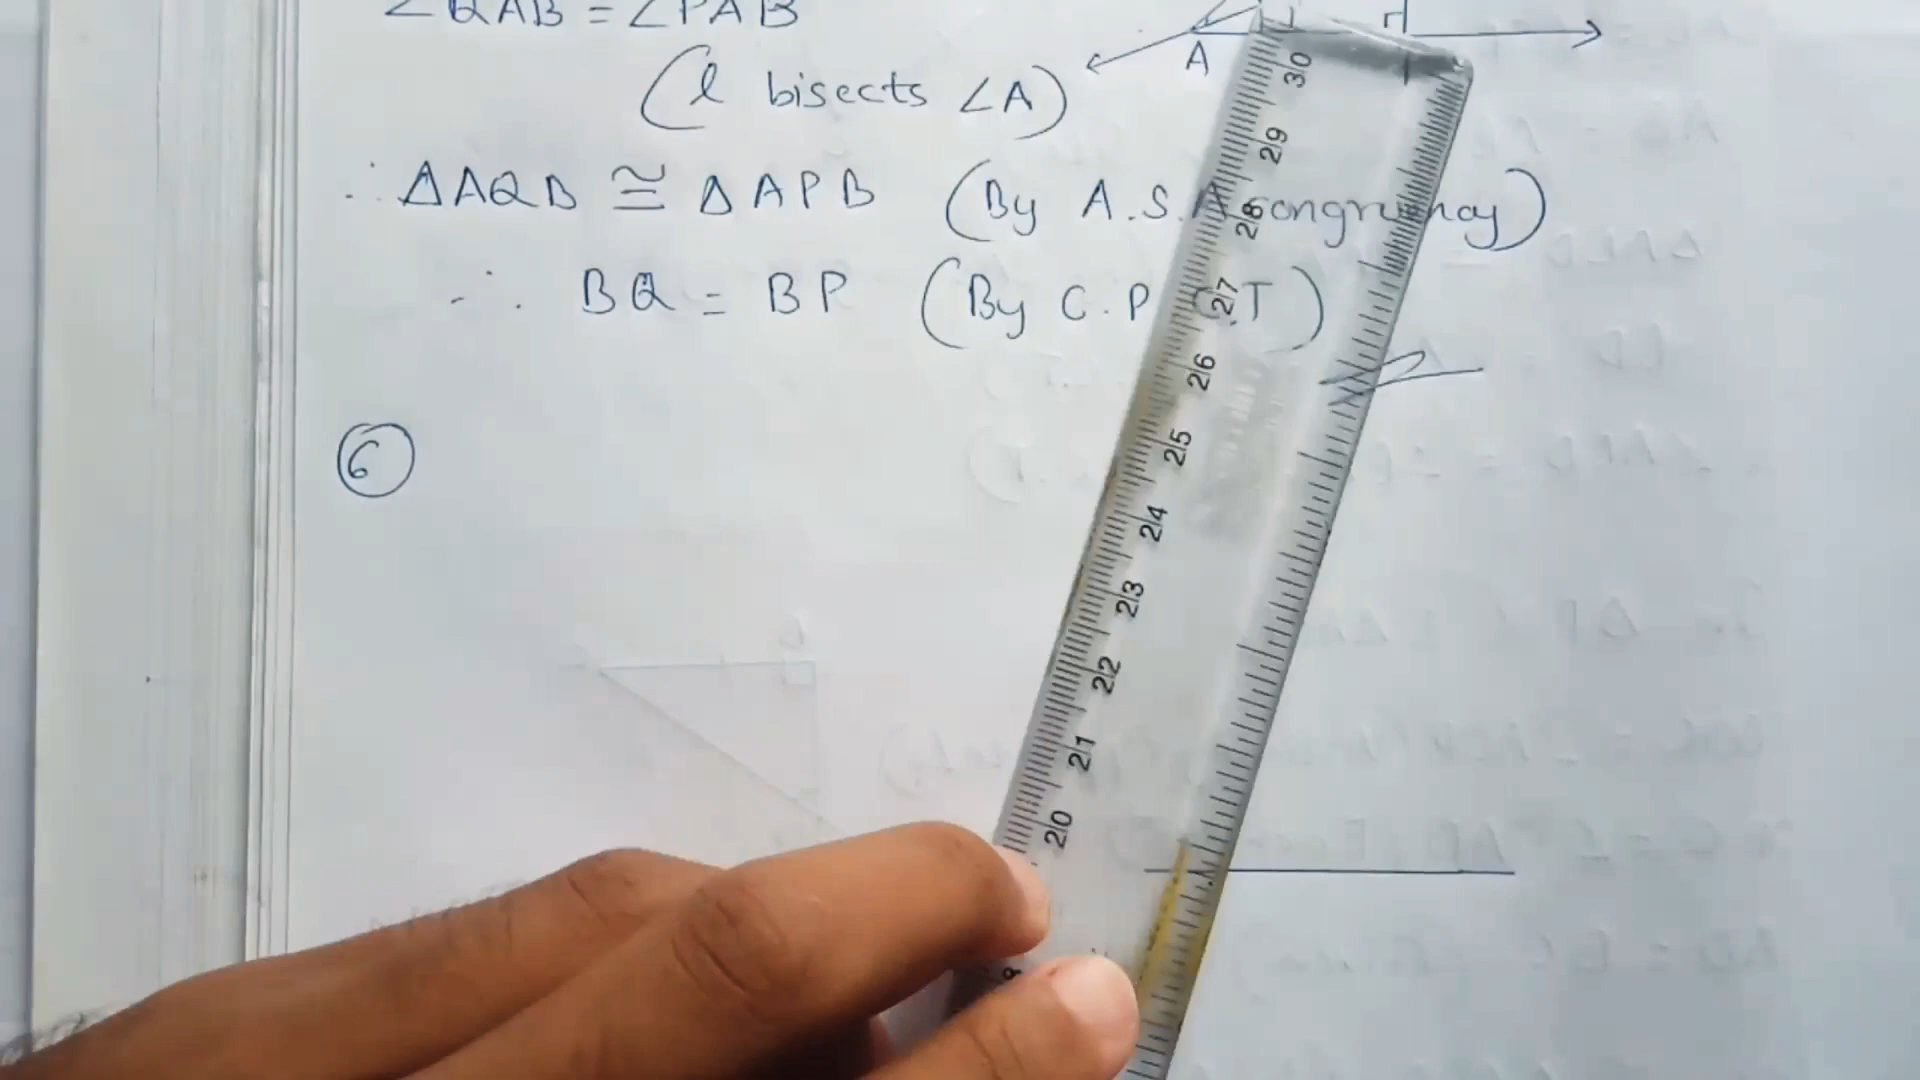 ∠QAB = ∠PAB
(l bisects ∠A)
A
∴ ΔAQB ≅ ΔAPB (By A.S.A congruency)
∴ BQ = BP (By C.P.C.T)
6
30
29
28
27
26
25
24
23
22
21
20